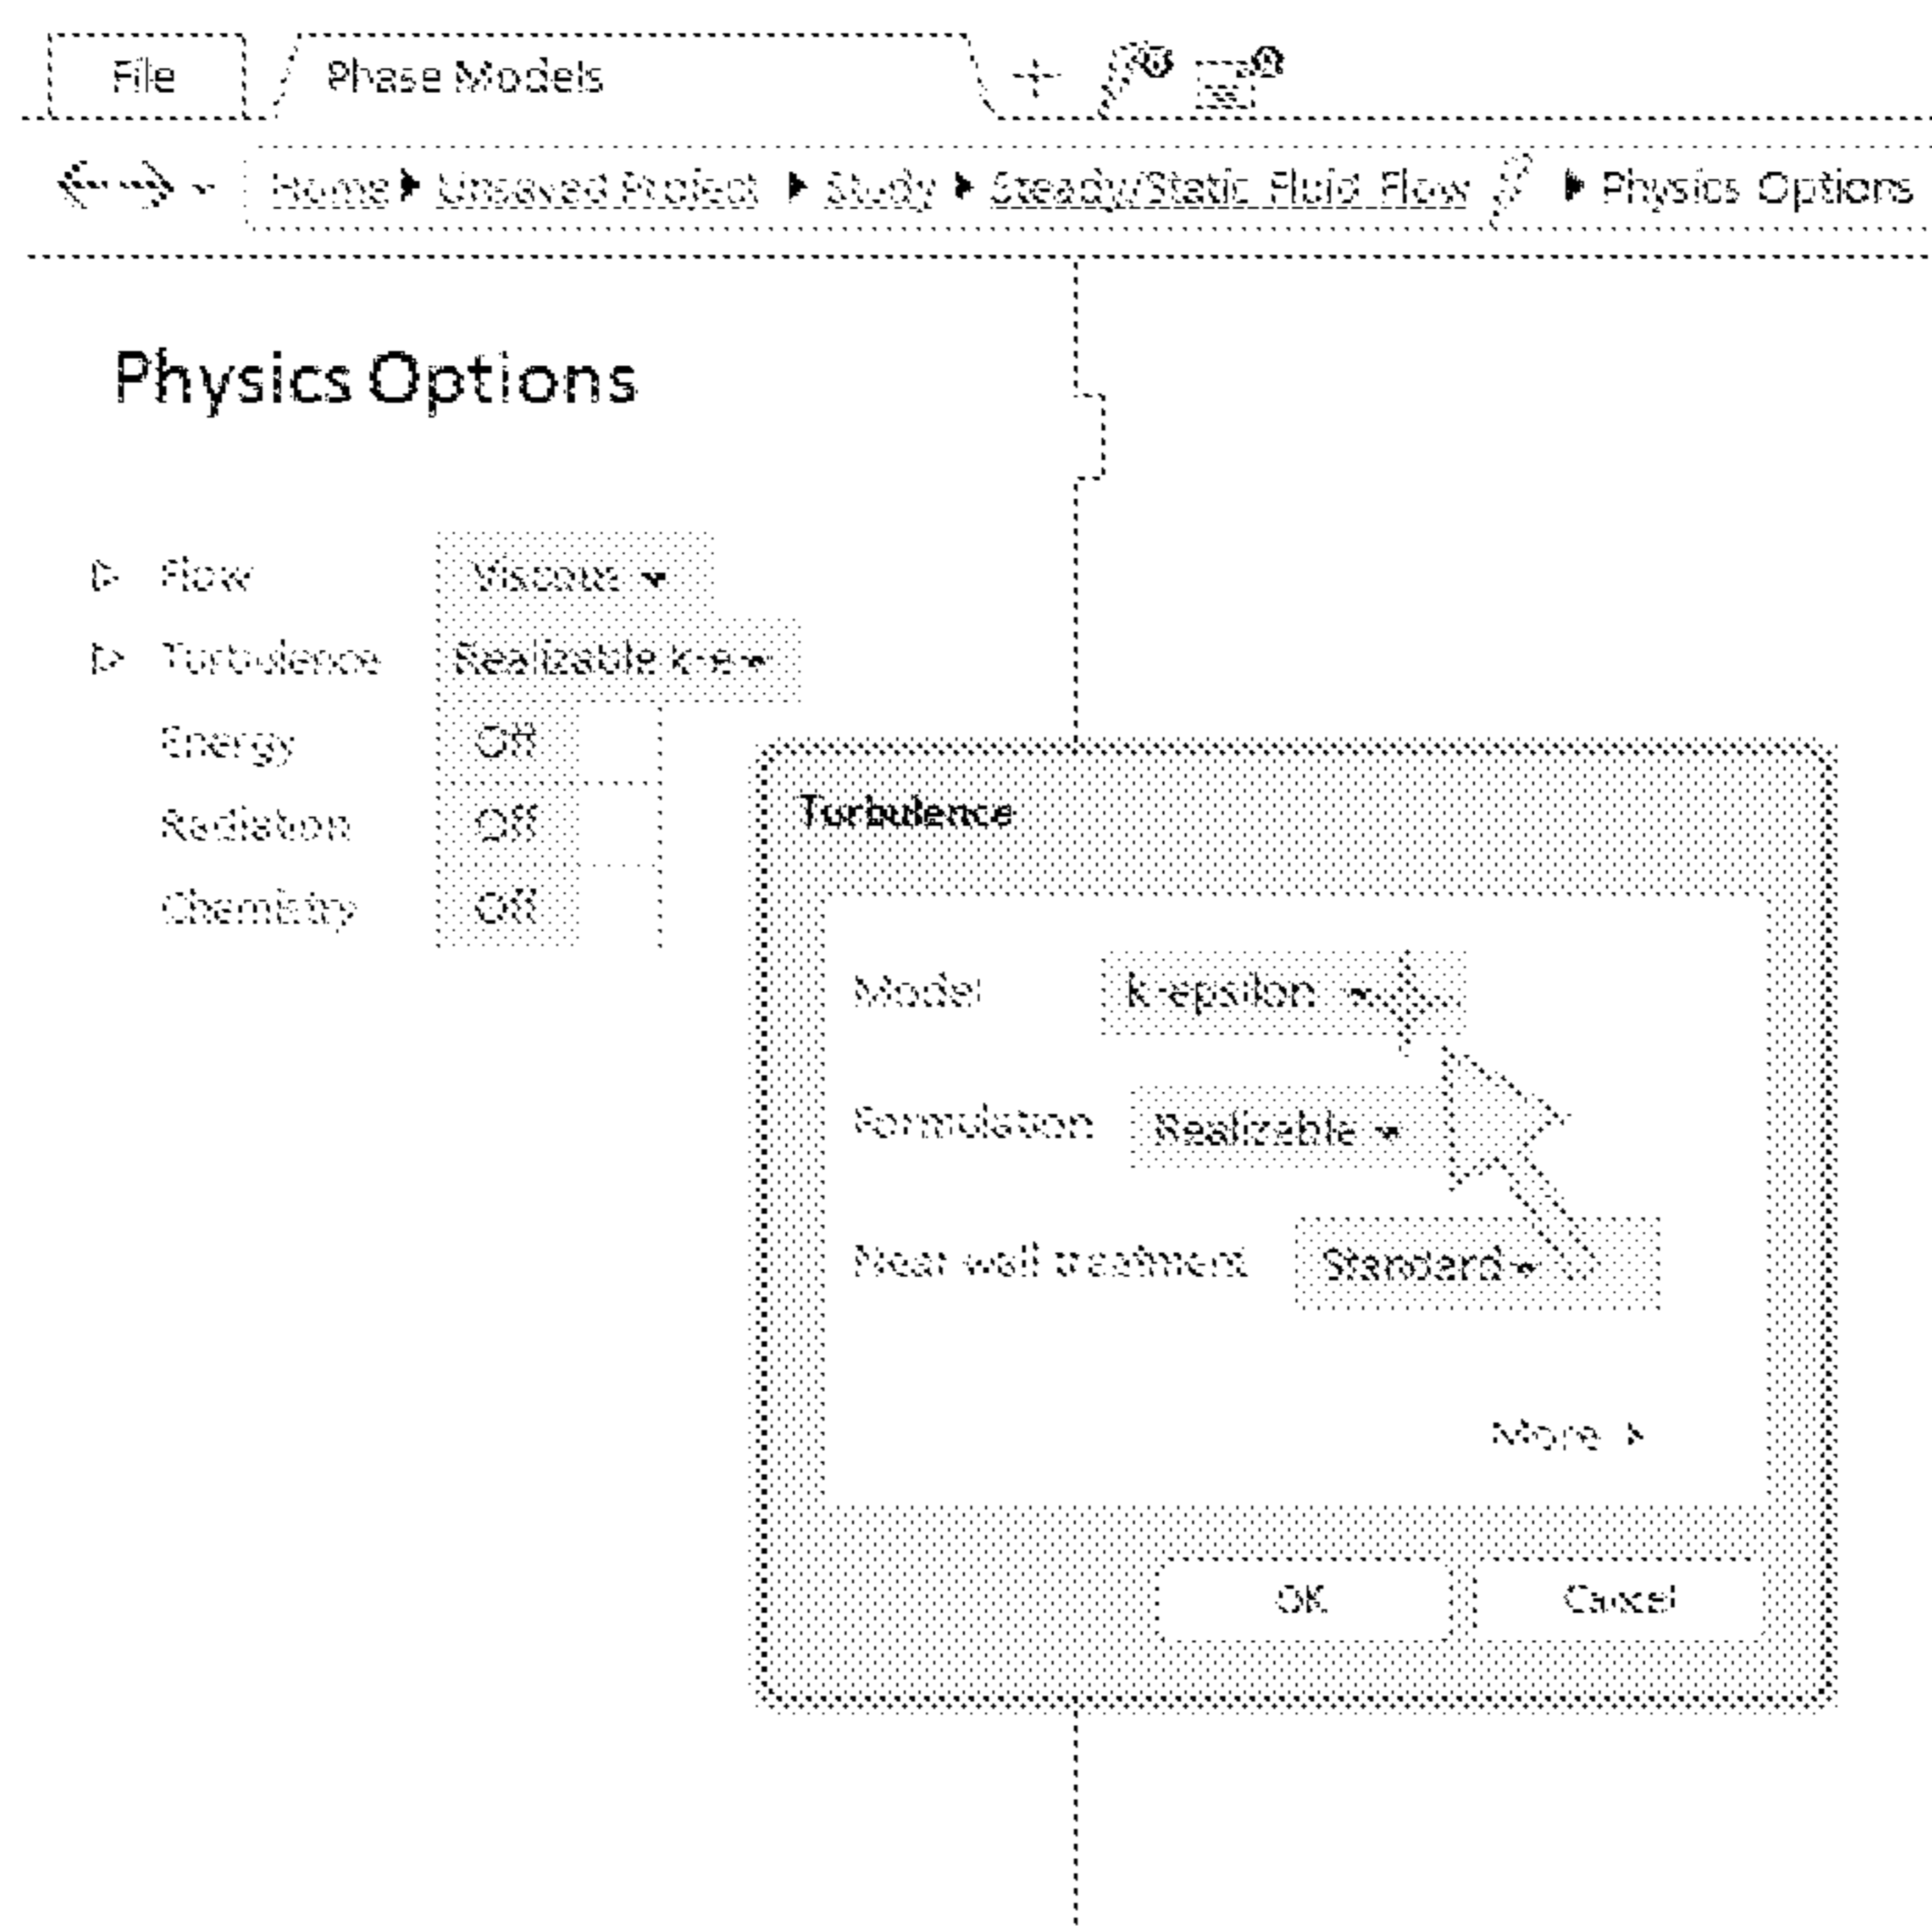 File Phase Models
Home Unsaved Project Study Steady/Static Fluid Flow Physics Options
Physics Options
Flow Viscous
Turbulence Realizable k-e
Energy Off
Radiation Off
Chemistry Off
Turbulence
Model k-epsilon
Formulation Realizable
Near wall treatment Standard
More
OK Cancel